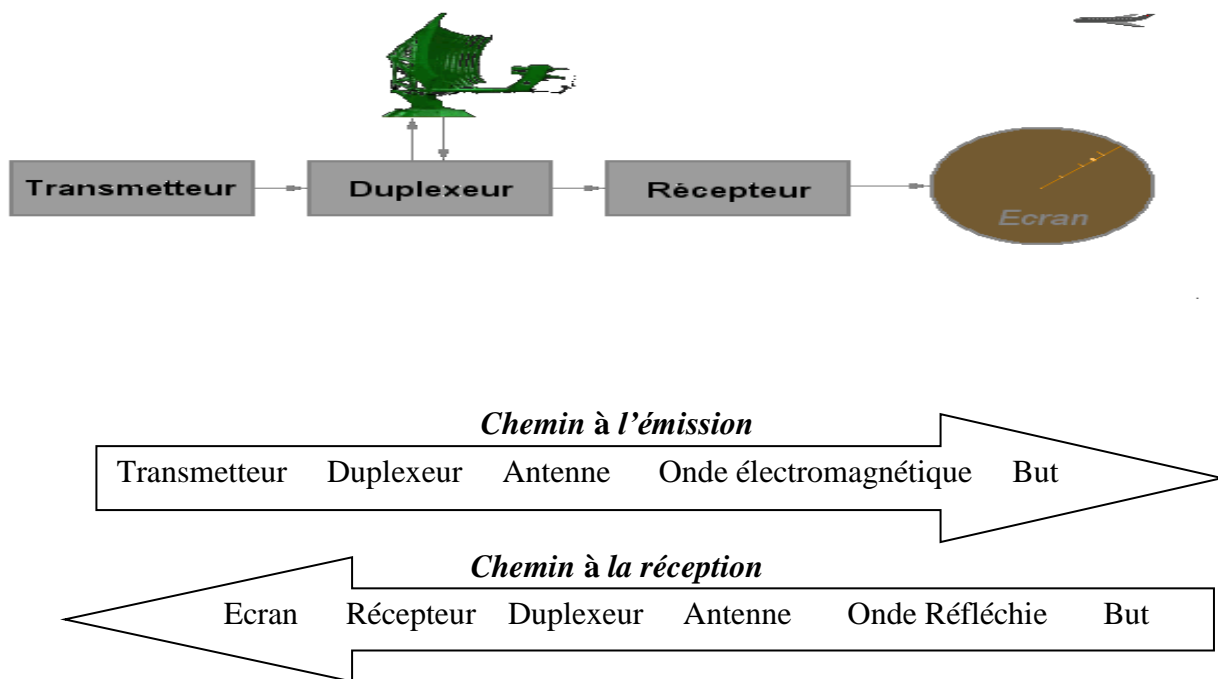 Transmetteur Duplexeur Récepteur Ecran
Chemin à l’émission
Transmetteur Duplexeur Antenne Onde électromagnétique But
Chemin à la réception
Ecran Récepteur Duplexeur Antenne Onde Réfléchie But